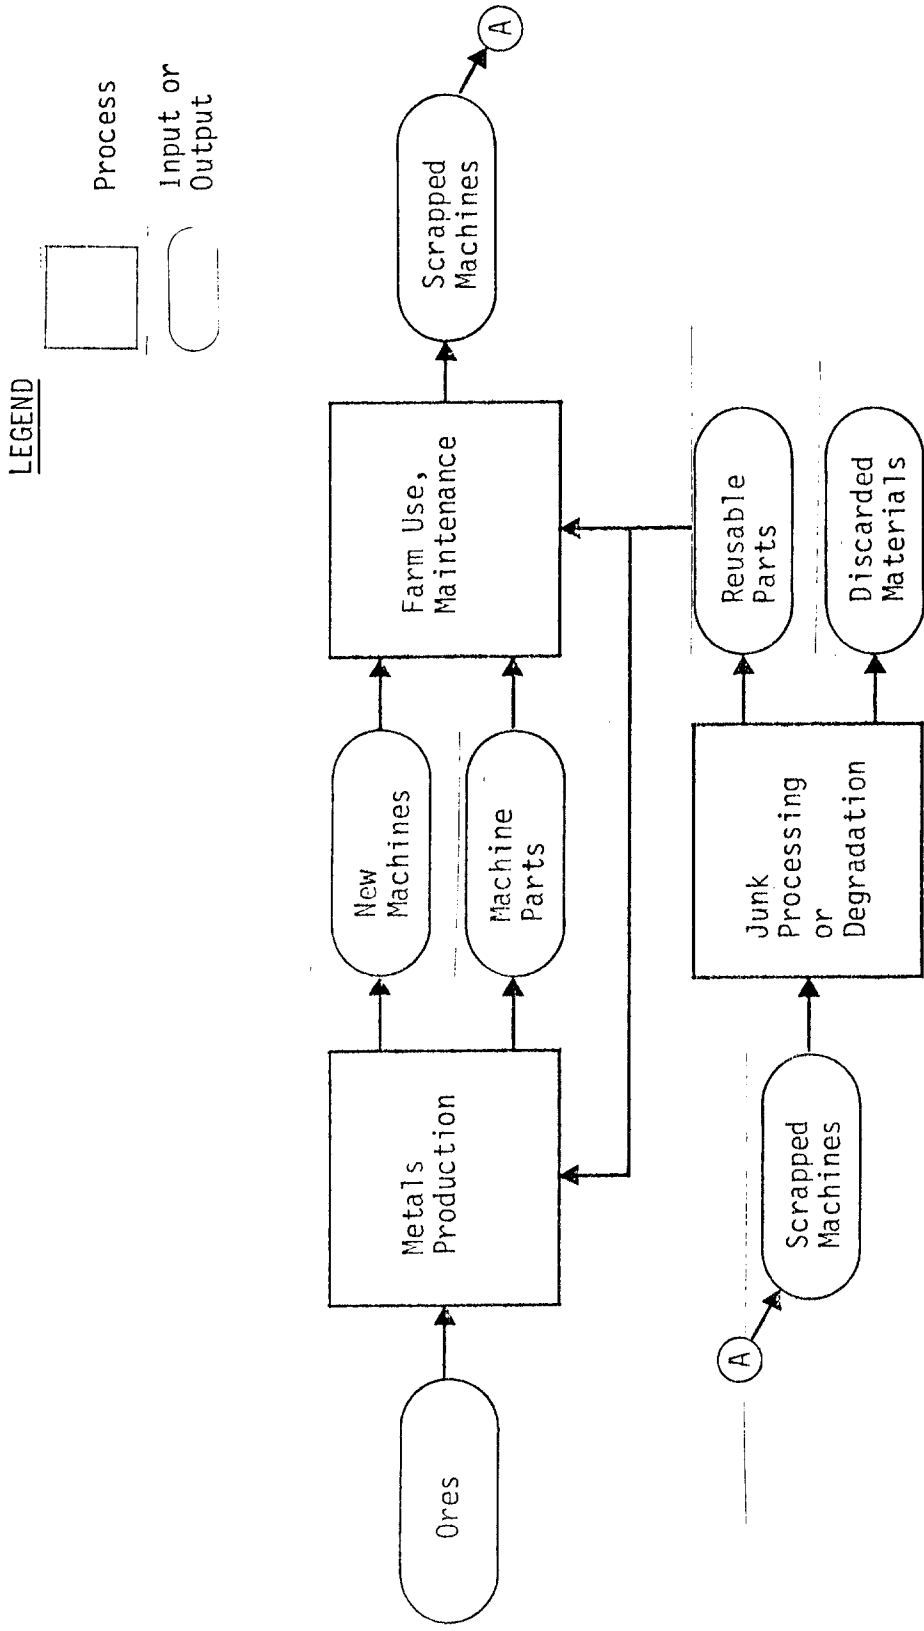 LEGEND
Process
Input or
Output
Ores
Metals
Production
New
Machines
Machine
Parts
Farm Use,
Maintenance
Scrapped
Machines
A
A
Scrapped
Machines
Junk
Processing
or
Degradation
Reusable
Parts
Discarded
Materials